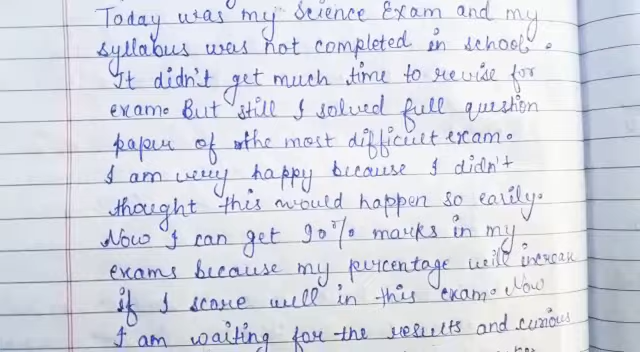 Today was my Science Exam and my
syllabus was not completed in school.
It didn't get much time to revise for
exam. But still I solved full question
paper of the most difficult exam.
I am very happy because I didn't
thought this would happen so easily.
Now I can get 90% marks in my
exams because my percentage will increase
if I score well in this exam. Now
I am waiting for the results and curious